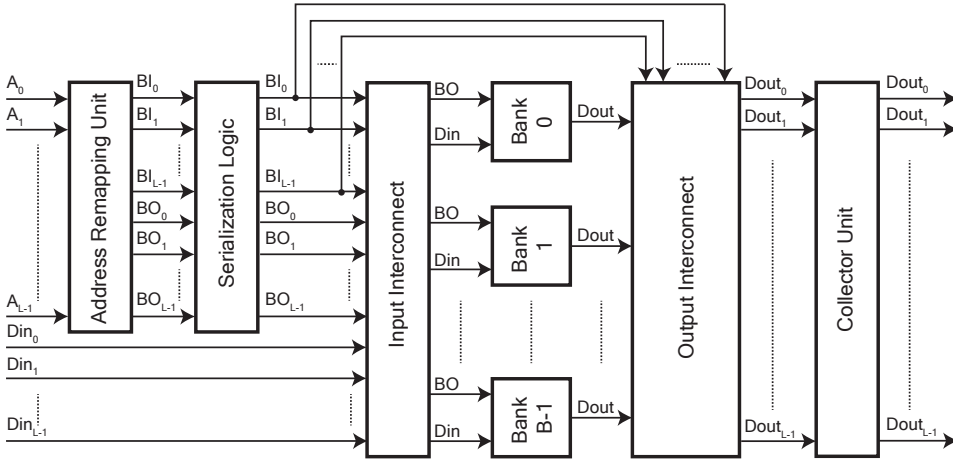 A0
A1
AL-1
Din0
Din1
DinL-1
Address Remapping Unit
BI0
BI1
BIL-1
BO0
BO1
BOL-1
Serialization Logic
BI0
BI1
BIL-1
BO0
BO1
BOL-1
Input Interconnect
BO
Din
Bank
0
Dout
BO
Din
Bank
1
Dout
BO
Din
Bank
B-1
Dout
Output Interconnect
Dout0
Dout1
DoutL-1
Collector Unit
Dout0
Dout1
DoutL-1